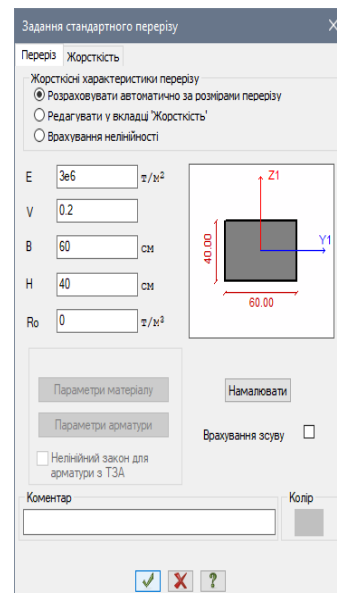 Задання стандартного перерізу
Переріз Жорсткість
Жорсткісні характеристики перерізу
Розраховувати автоматично за розмірами перерізу
Редагувати у вкладці 'Жорсткість'
Врахування нелінійності
E 3e6 т/м²
V 0.2
B 60 см
H 40 см
Ro 0 т/м³
Z1
Y1
40.00
60.00
Параметри матеріалу
Параметри арматури
Нелінійний закон для
арматури з ТЗА
Намалювати
Врахування зсуву
Коментар
Колір
?